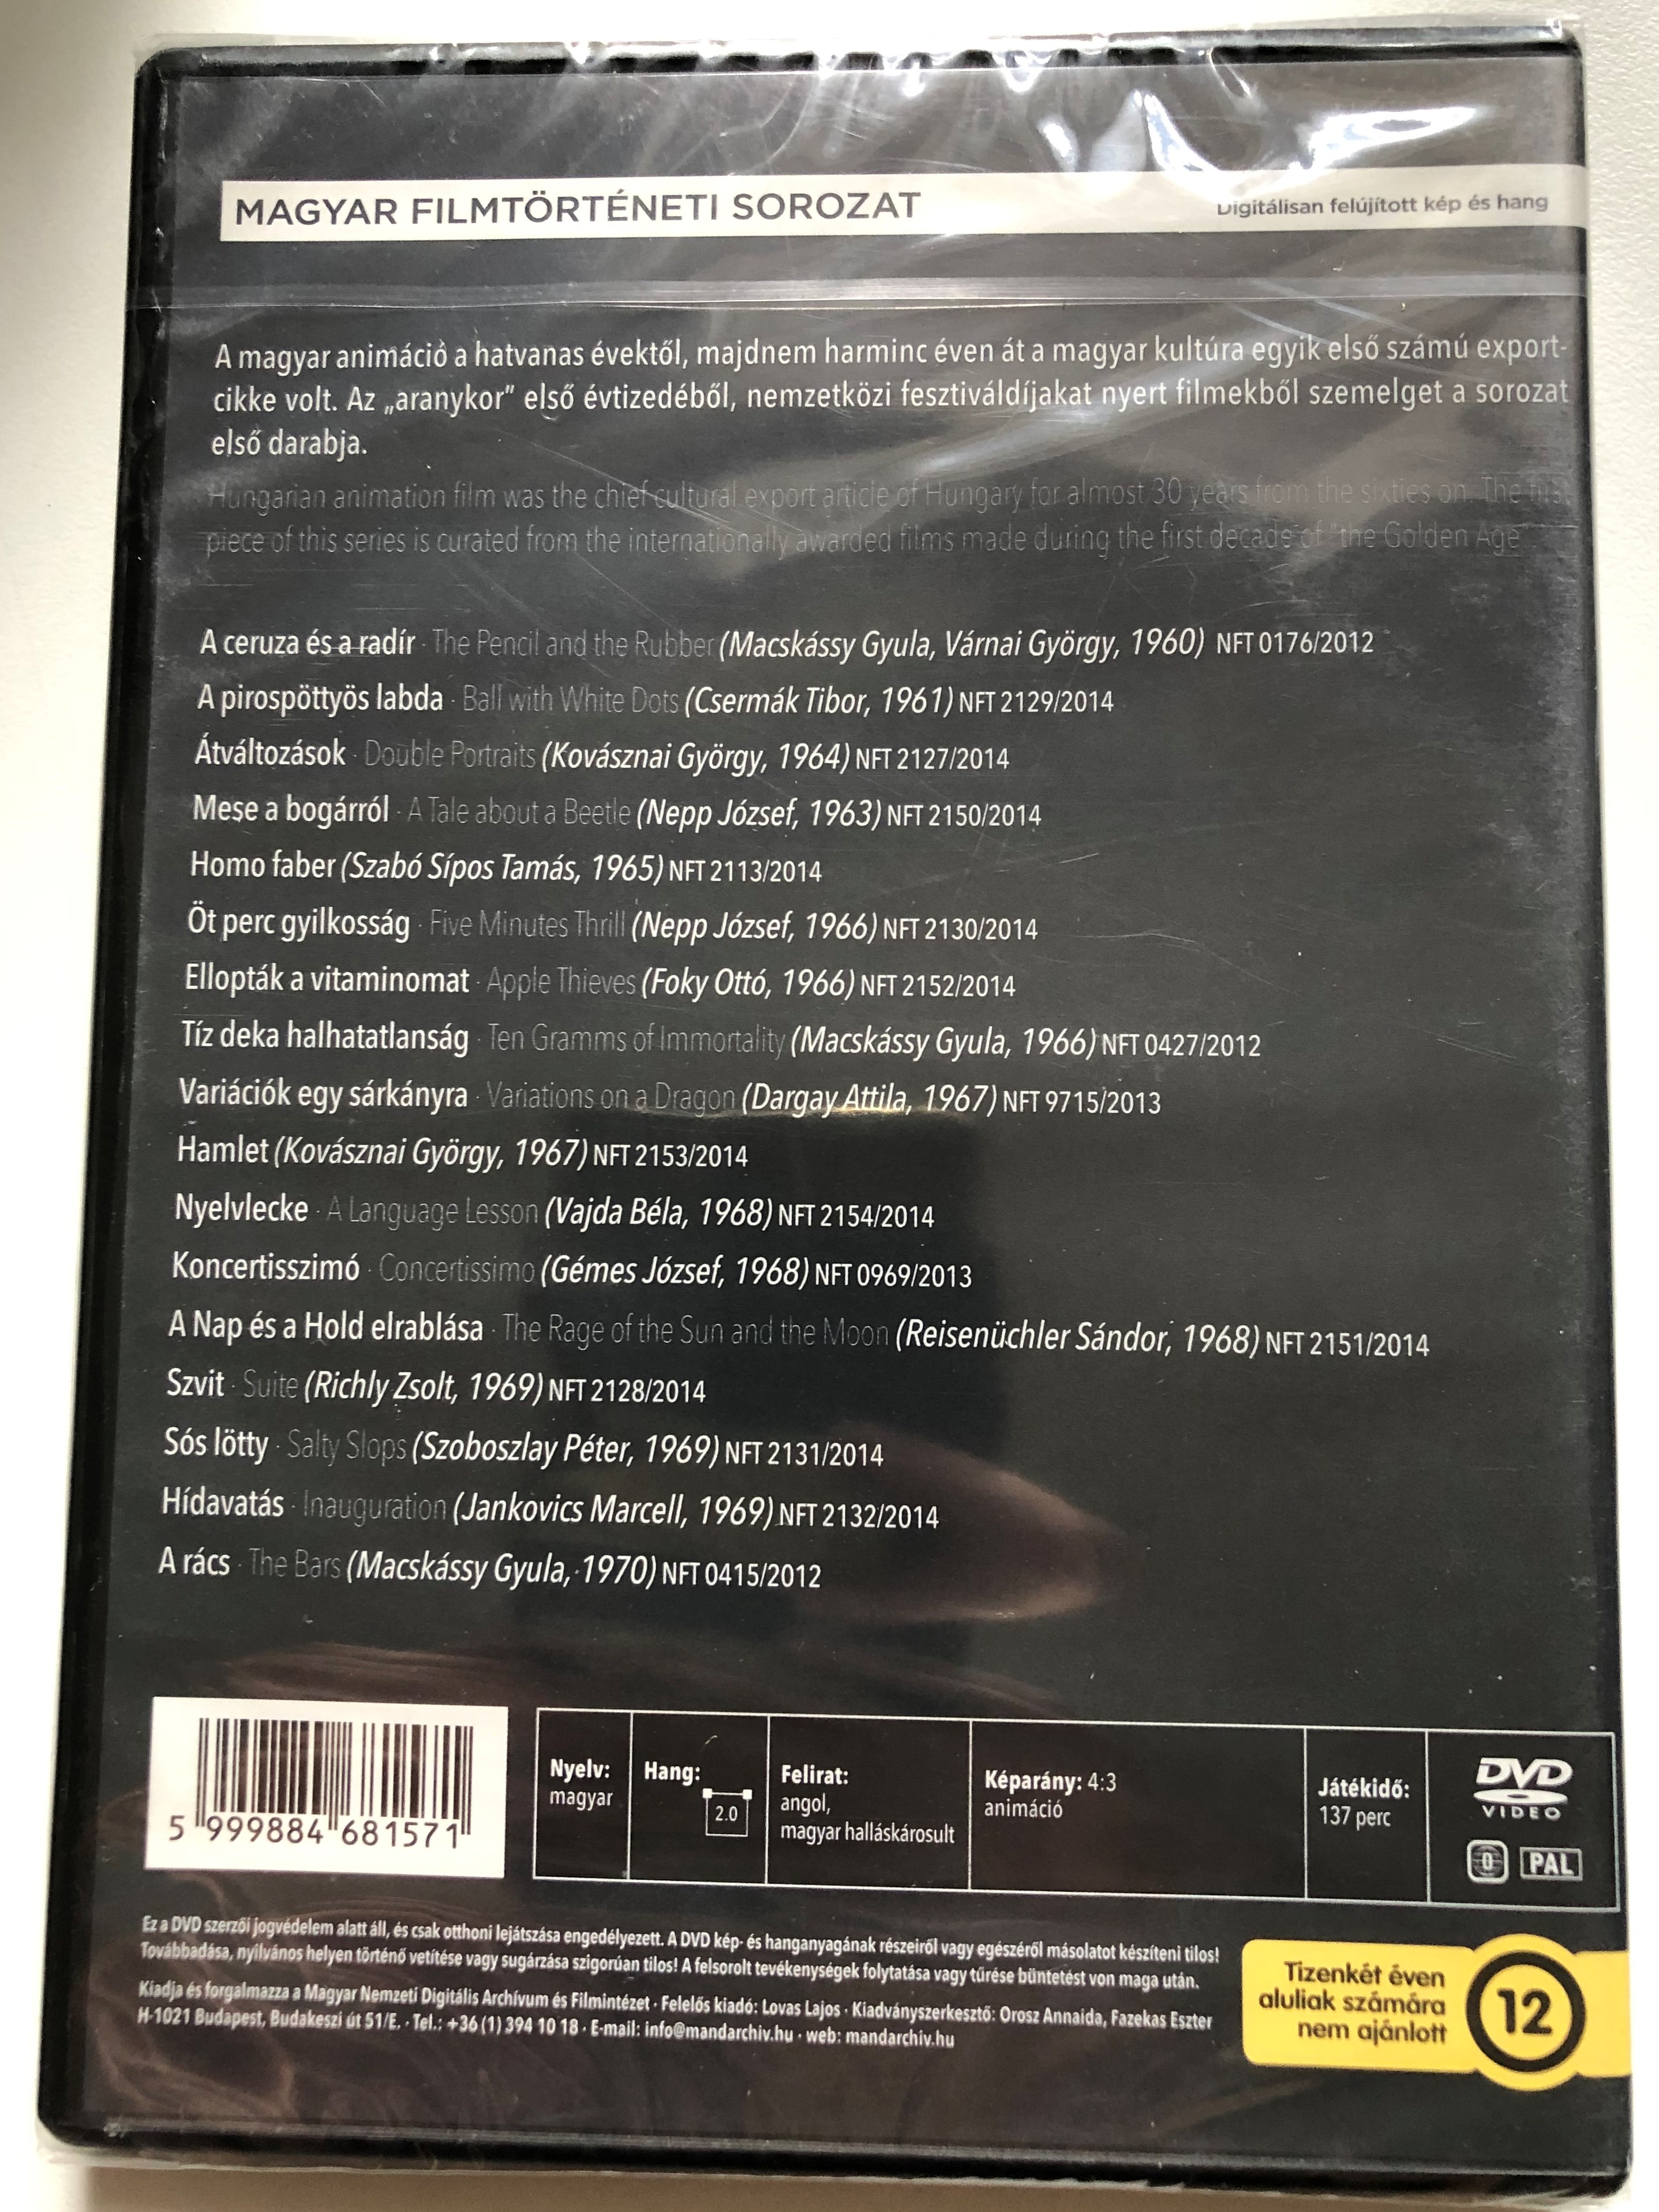 MAGYAR FILMTÖRTÉNETI SOROZAT
Digitálisan felújított kép és hang
A magyar animáció a hatvanas évektől, majdnem harminc éven át a magyar kultúra egyik első számú export-
cikke volt. Az „aranykor” első évtizedéből, nemzetközi fesztiváldíjakat nyert filmekből szemelget a sorozat
első darabja.
Hungarian animation film was the chief cultural export article of Hungary for almost 30 years from the sixties on. The first
piece of this series is curated from the internationally awarded films made during the first decade of "the Golden Age"
A ceruza és a radír · The Pencil and the Rubber (Macskássy Gyula, Várnai György, 1960) NFT 0176/2012
A pirospöttyös labda · Ball with White Dots (Csermák Tibor, 1961) NFT 2129/2014
Átváltozások · Double Portraits (Kovásznai György, 1964) NFT 2127/2014
Mese a bogárról · A Tale about a Beetle (Nepp József, 1963) NFT 2150/2014
Homo faber (Szabó Sípos Tamás, 1965) NFT 2113/2014
Öt perc gyilkosság · Five Minutes Thrill (Nepp József, 1966) NFT 2130/2014
Ellopták a vitaminomat · Apple Thieves (Foky Ottó, 1966) NFT 2152/2014
Tíz deka halhatatlanság · Ten Gramms of Immortality (Macskássy Gyula, 1966) NFT 0427/2012
Variációk egy sárkányra · Variations on a Dragon (Dargay Attila, 1967) NFT 9715/2013
Hamlet (Kovásznai György, 1967) NFT 2153/2014
Nyelvlecke · A Language Lesson (Vajda Béla, 1968) NFT 2154/2014
Koncertisszimó · Concertissimo (Gémes József, 1968) NFT 0969/2013
A Nap és a Hold elrablása · The Rage of the Sun and the Moon (Reisenüchler Sándor, 1968) NFT 2151/2014
Szvit · Suite (Richly Zsolt, 1969) NFT 2128/2014
Sós lötty · Salty Slops (Szoboszlay Péter, 1969) NFT 2131/2014
Hídavatás · Inauguration (Jankovics Marcell, 1969) NFT 2132/2014
A rács · The Bars (Macskássy Gyula, 1970) NFT 0415/2012
5 999884 681571
Nyelv:
magyar
Hang:
2.0
Felirat:
angol,
magyar halláskárosult
Képarány: 4:3
animáció
Játékidő:
137 perc
DVD
VIDEO
0
PAL
Ez a DVD szerzői jogvédelem alatt áll, és csak otthoni lejátszása engedélyezett. A DVD kép- és hanganyagának részeiről vagy egészéről másolatot készíteni tilos!
Továbbadása, nyilvános helyen történő vetítése vagy sugárzása szigorúan tilos! A felsorolt tevékenységek folytatása vagy tűrése büntetést von maga után.
Kiadja és forgalmazza a Magyar Nemzeti Digitális Archívum és Filmintézet · Felelős kiadó: Lovas Lajos · Kiadványszerkesztő: Orosz Annaida, Fazekas Eszter
H-1021 Budapest, Budakeszi út 51/E. · Tel.: +36 (1) 394 10 18 · E-mail: info@mandarchiv.hu · web: mandarchiv.hu
Tizenkét éven
aluliak számára
nem ajánlott
12